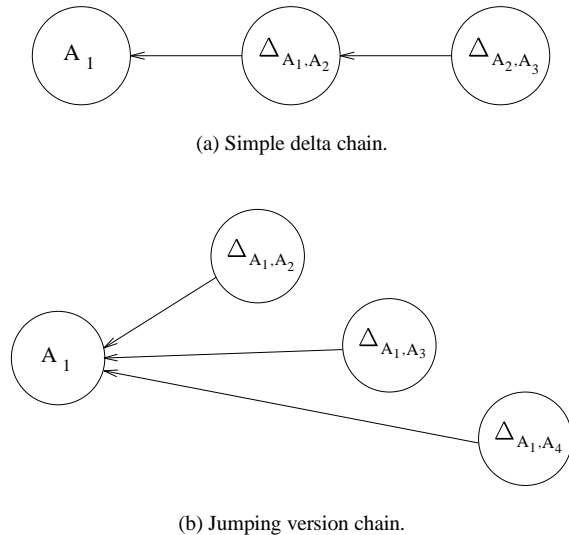 A 1
Δ A1,A2
Δ A2,A3
(a) Simple delta chain.
Δ A1,A2
A 1
Δ A1,A3
Δ A1,A4
(b) Jumping version chain.